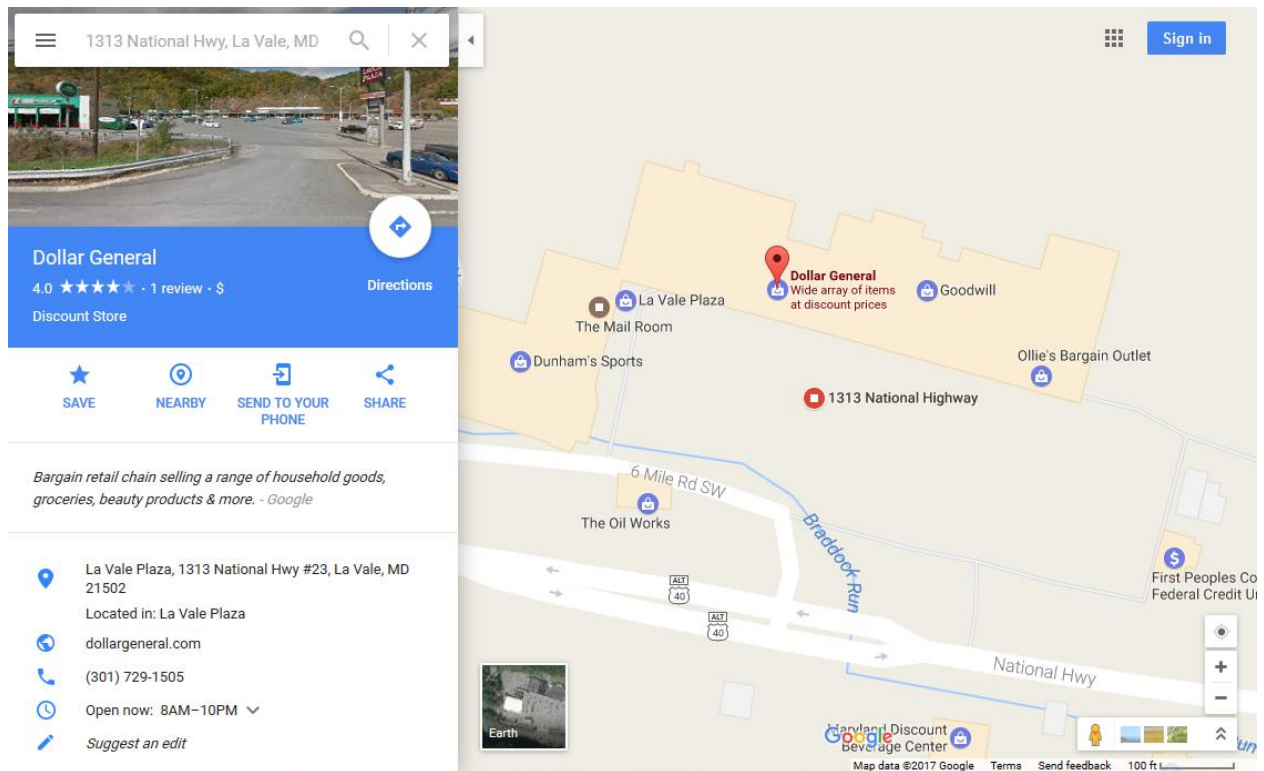 1313 National Hwy, La Vale, MD
Sign in
PLAZA
Dollar General
4.0
· 1 review · $
Directions
Discount Store
SAVE
NEARBY
SEND TO YOUR
PHONE
SHARE
Bargain retail chain selling a range of household goods,
groceries, beauty products & more. - Google
La Vale Plaza, 1313 National Hwy #23, La Vale, MD
21502
Located in: La Vale Plaza
dollargeneral.com
(301) 729-1505
Open now: 8AM–10PM
Suggest an edit
Dollar General
Wide array of items
at discount prices
Goodwill
La Vale Plaza
The Mail Room
Dunham's Sports
Ollie's Bargain Outlet
1313 National Highway
6 Mile Rd SW
The Oil Works
Braddock Run
First Peoples Co
Federal Credit U
ALT
40
ALT
40
National Hwy
Earth
Maryland Discount
Beverage Center
Google
Run
Map data ©2017 Google Terms Send feedback 100 ft